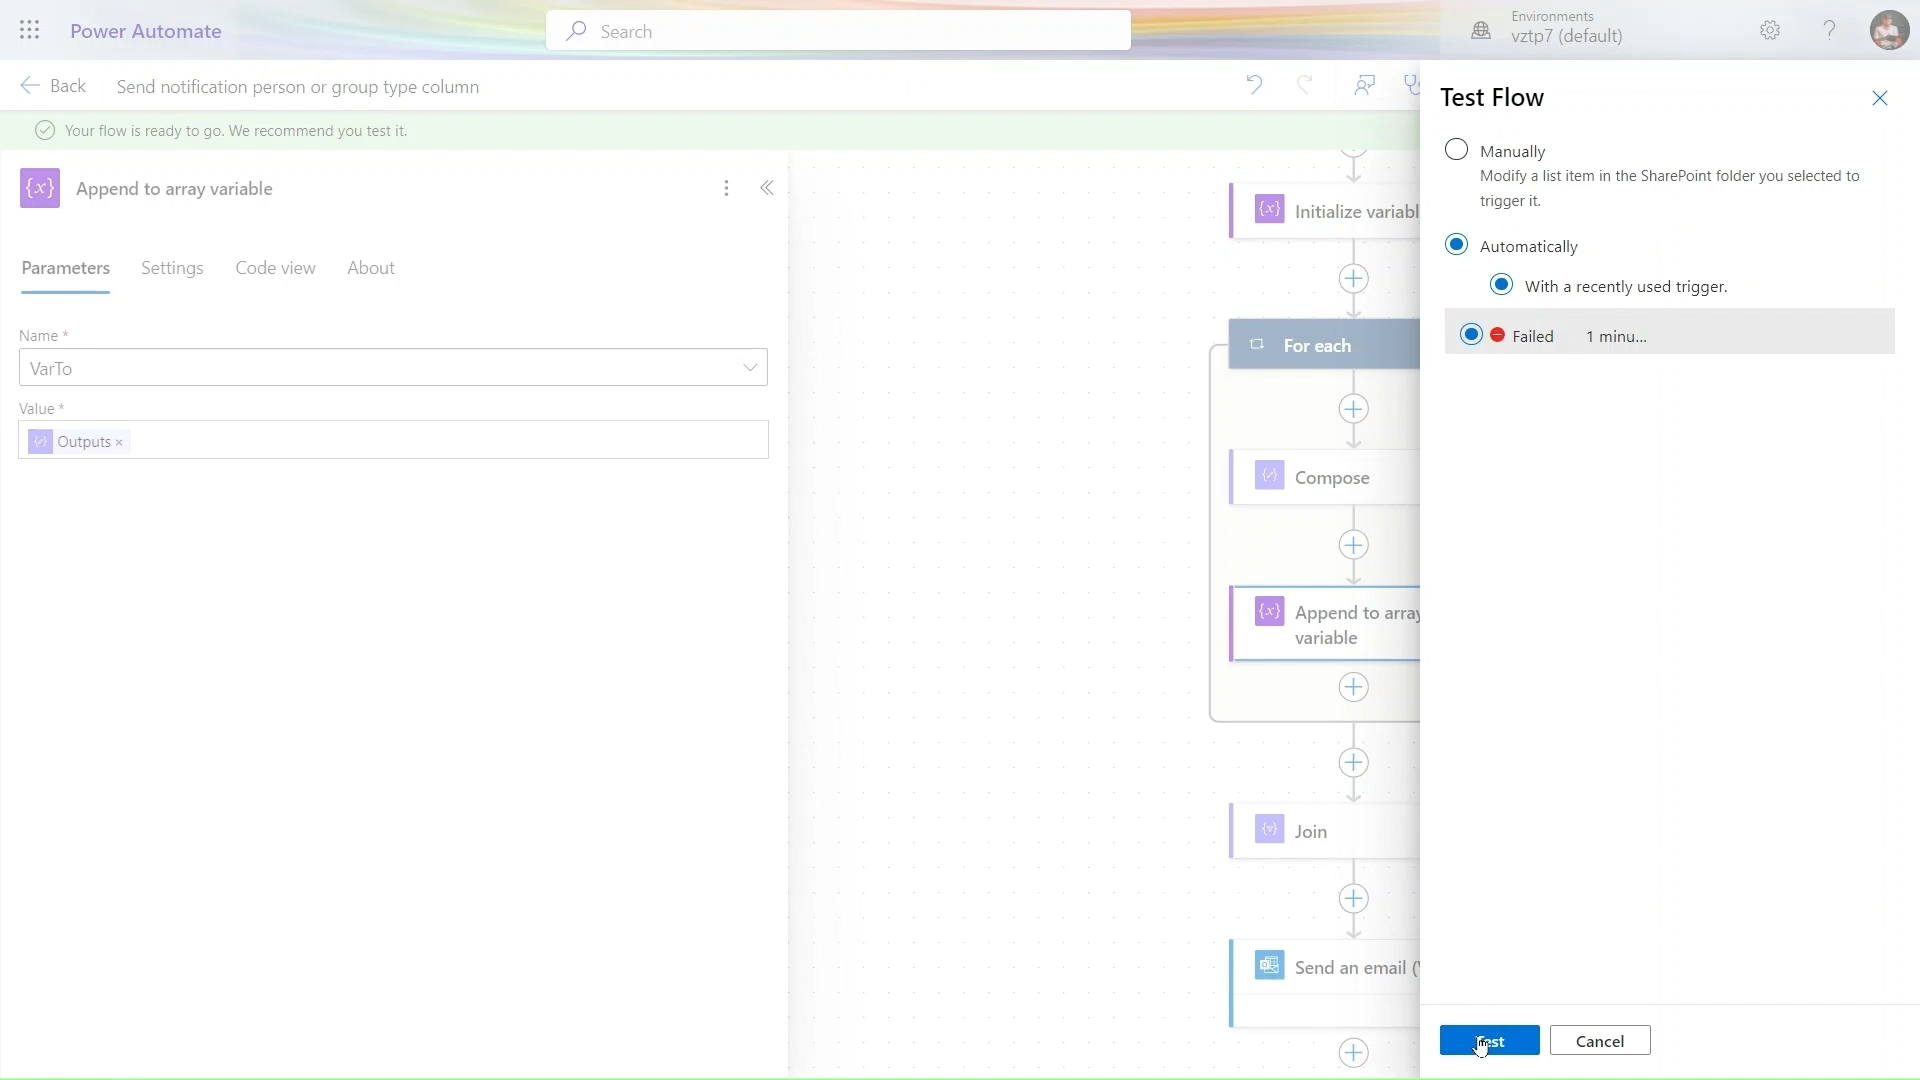 Power Automate
Search
Environments
vztp7 (default)
Back
Send notification person or group type column
Your flow is ready to go. We recommend you test it.
Append to array variable
Parameters
Settings
Code view
About
Name *
VarTo
Value *
Outputs ×
For each
Compose
Append to array
variable
Join
Send an email
Test Flow
Manually
Modify a list item in the SharePoint folder you selected to
trigger it.
Automatically
With a recently used trigger.
Failed
1 minu...
Cancel